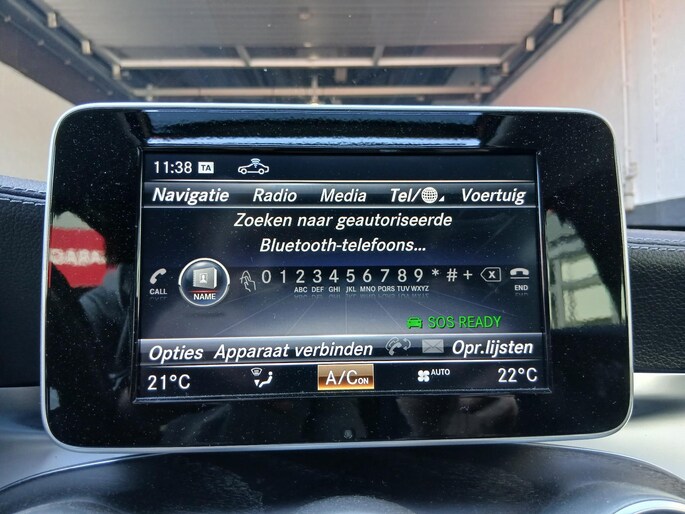 11:38 TA
Navigatie Radio Media Tel/ Voertuig
Zoeken naar geautoriseerde
Bluetooth-telefoons...
0 1 2 3 4 5 6 7 8 9 * # +
ABC DEF GHI JKL MNO PQRS TUV WXYZ
CALL NAME END
SOS READY
Opties Apparaat verbinden Opr.lijsten
21°C A/C ON AUTO 22°C